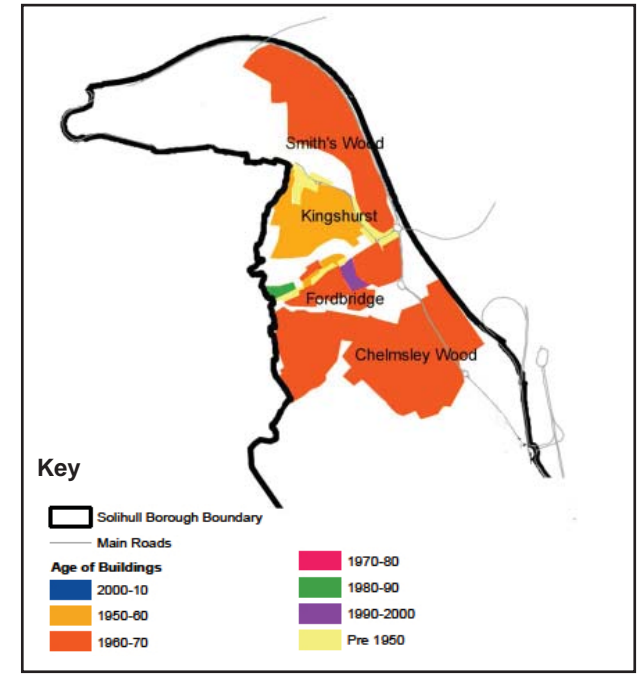 Smith's Wood
Kingshurst
Fordbridge
Chelmsley Wood
Key
Solihull Borough Boundary
Main Roads
Age of Buildings
2000-10
1950-60
1960-70
1970-80
1980-90
1990-2000
Pre 1950